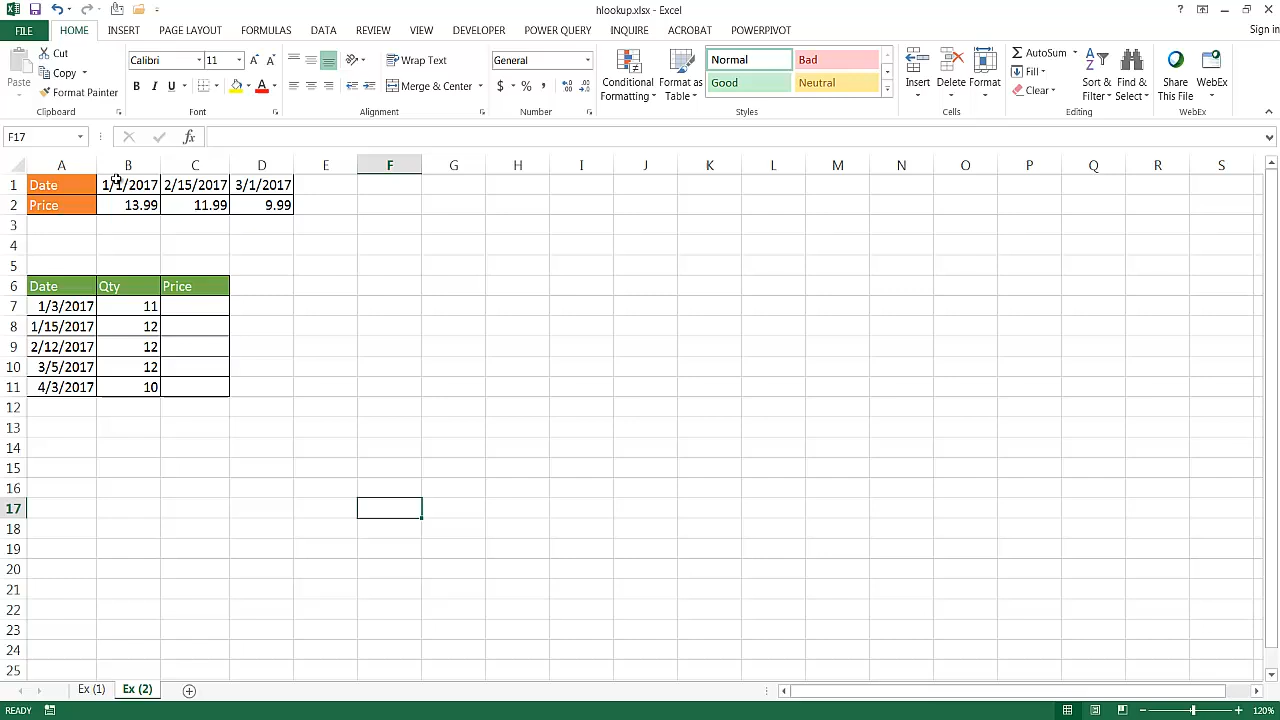 hlookup.xlsx - Excel
Sign in
FILE HOME INSERT PAGE LAYOUT FORMULAS DATA REVIEW VIEW DEVELOPER POWER QUERY INQUIRE ACROBAT POWERPIVOT
Paste
Cut
Copy
Format Painter
Clipboard
Calibri 11
B I U
Font
Wrap Text
Merge & Center
Alignment
General
$ % ,
Number
Conditional Formatting
Format as Table
Normal Bad
Good Neutral
Styles
Insert Delete Format
Cells
AutoSum
Fill
Clear
Sort & Filter
Find & Select
Editing
Share This File
WebEx
WebEx
F17 fx
A B C D E F G H I J K L M N O P Q R S
1 Date 1/1/2017 2/15/2017 3/1/2017
2 Price 13.99 11.99 9.99
3
4
5
6 Date Qty Price
7 1/3/2017 11
8 1/15/2017 12
9 2/12/2017 12
10 3/5/2017 12
11 4/3/2017 10
12
13
14
15
16
17
18
19
20
21
22
23
24
25
Ex (1) Ex (2)
READY 120%